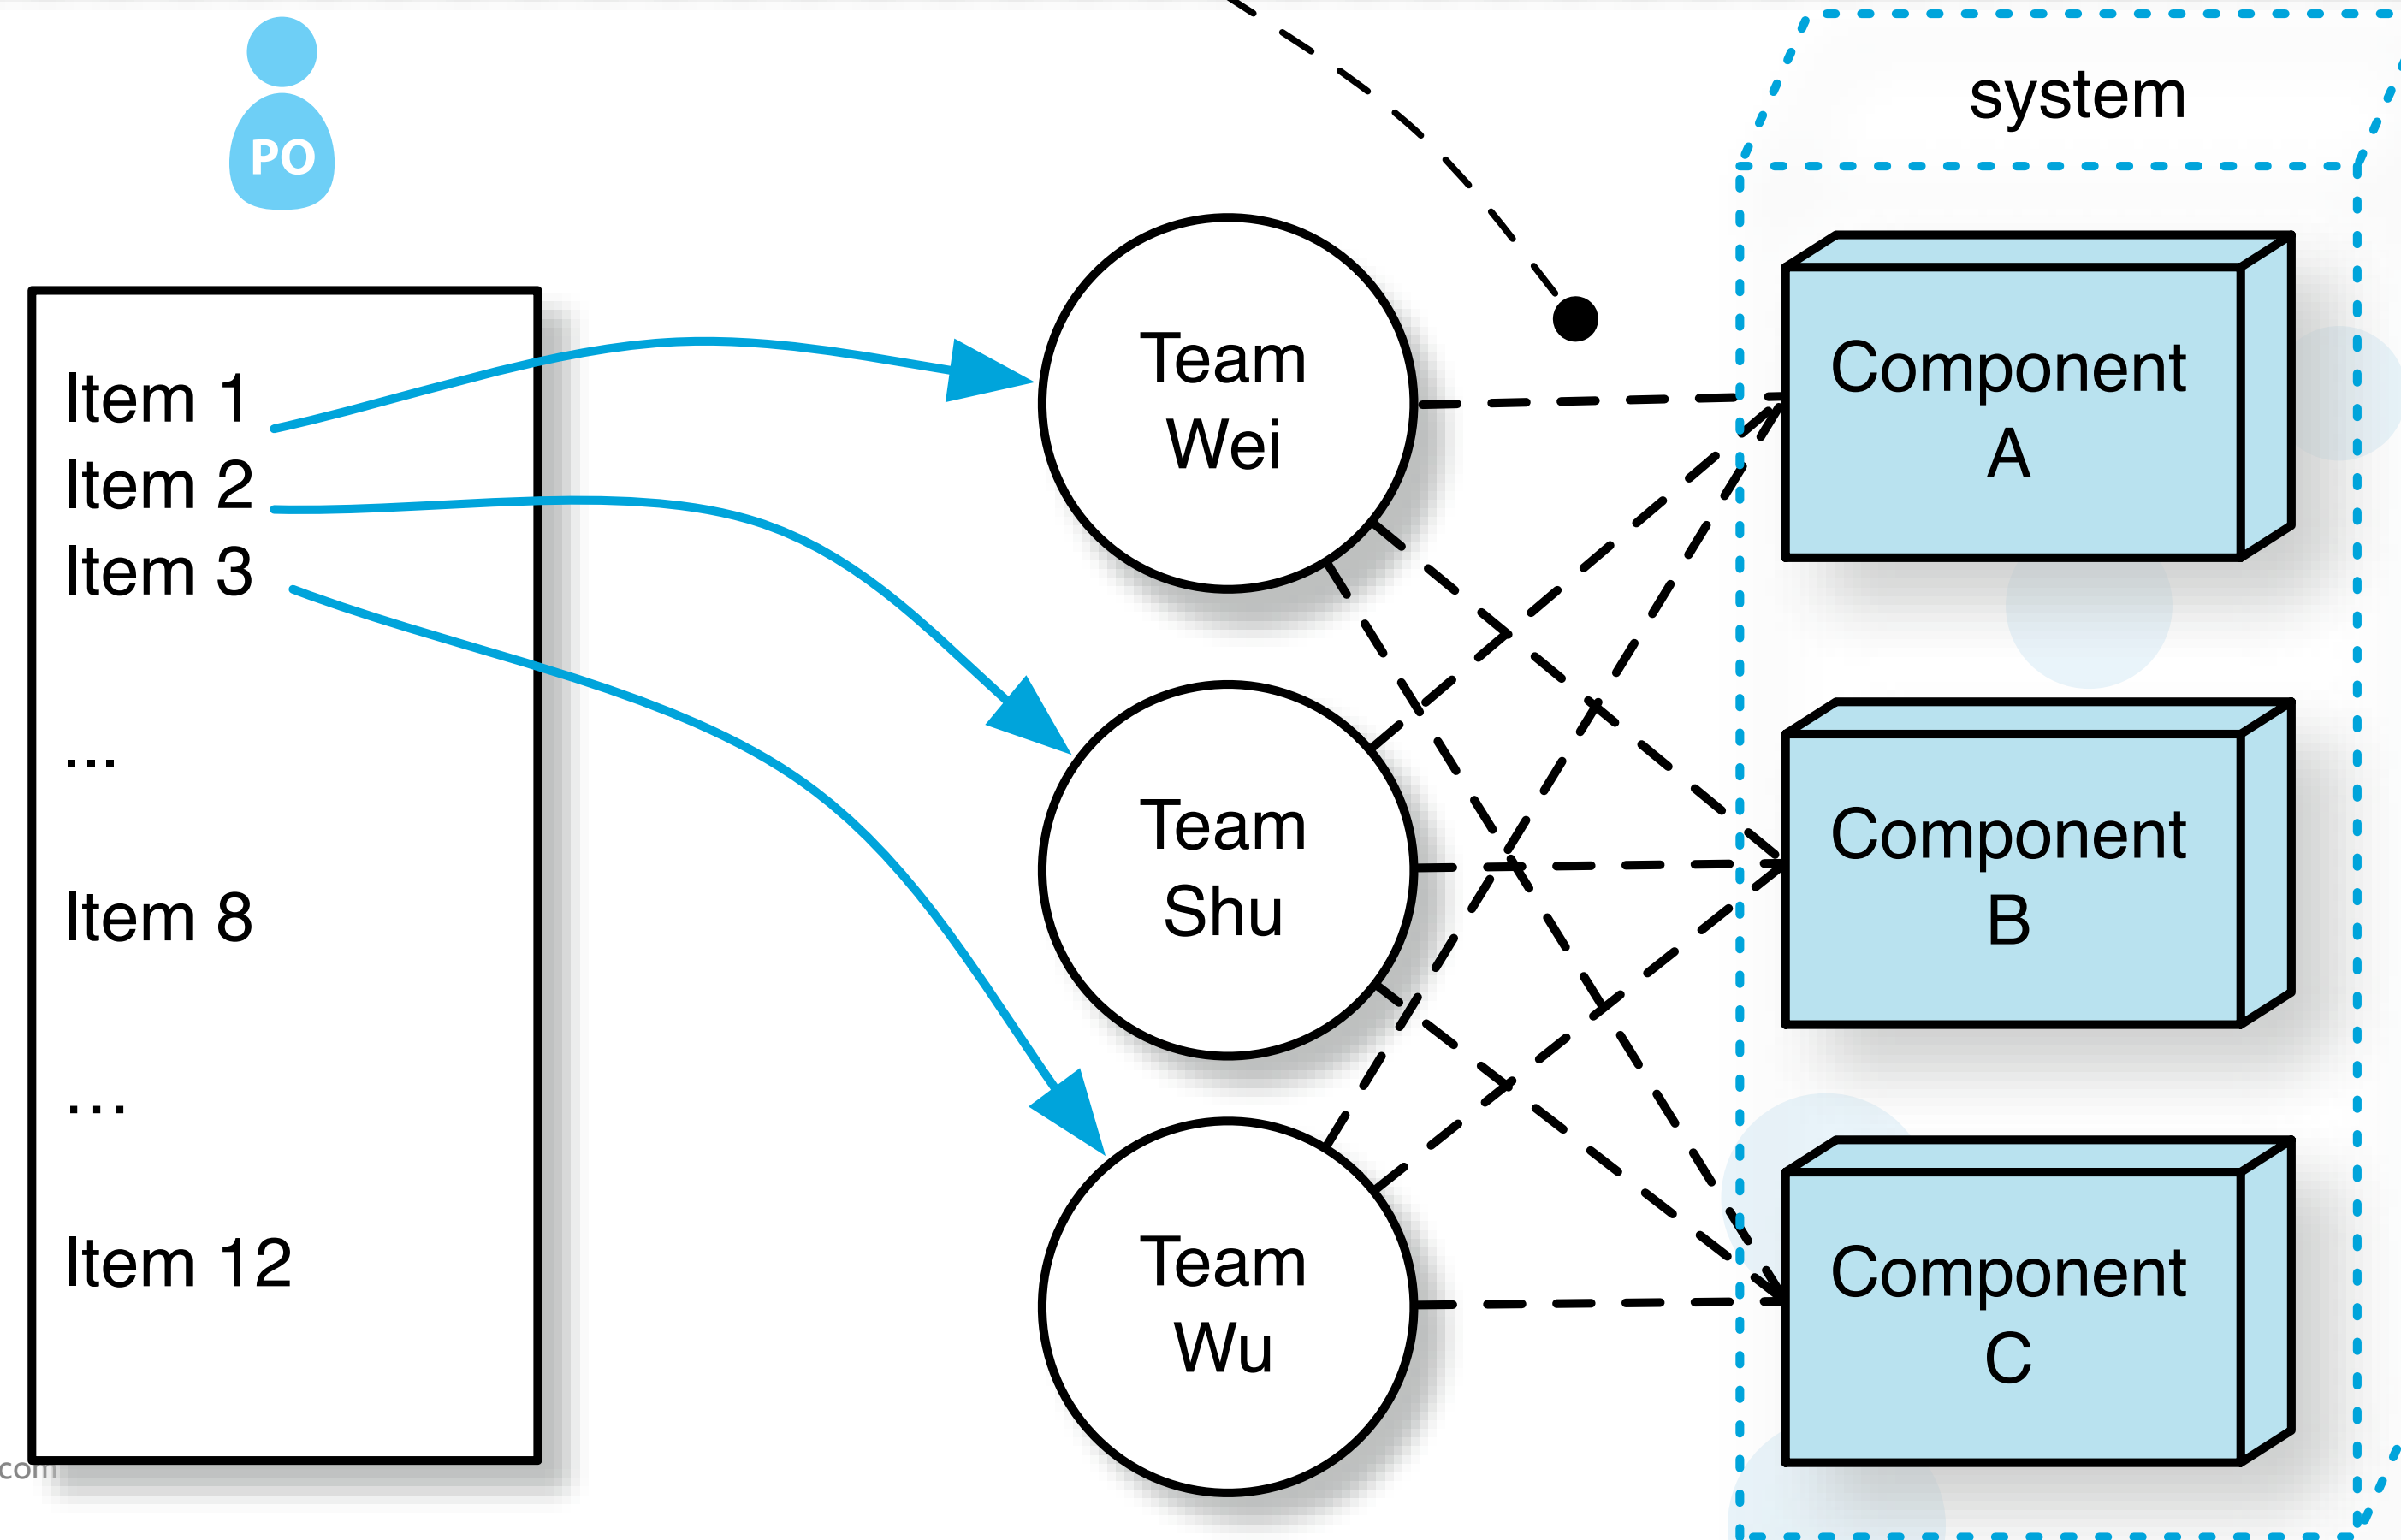 PO
system
Item 1
Item 2
Item 3
...
Item 8
...
Item 12
Team
Wei
Team
Shu
Team
Wu
Component
A
Component
B
Component
C
com